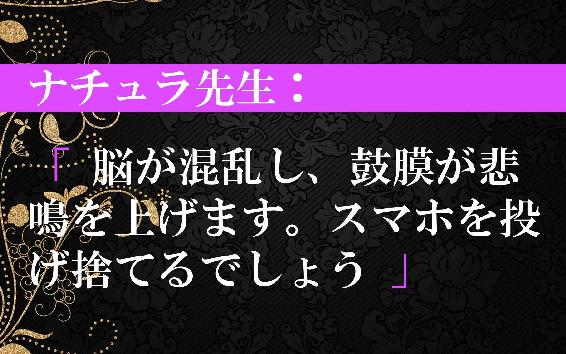 ナチュラ先生：
「 脳が混乱し、鼓膜が悲
鳴を上げます。スマホを投
げ捨てるでしょう 」